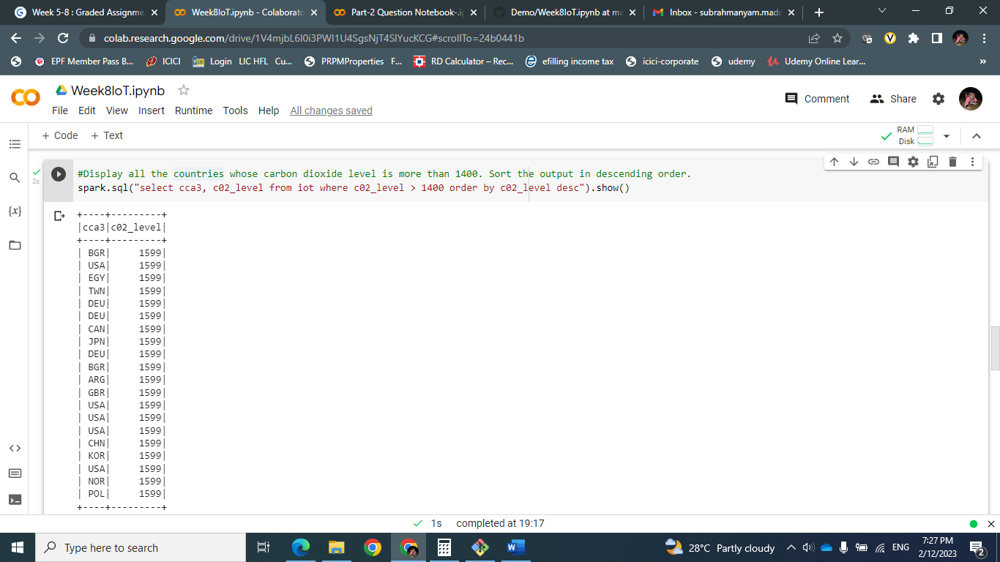 Week 5-8 : Graded Assignme
Week8IoT.ipynb - Colaborato
Part-2 Question Notebook-.i
Demo/Week8IoT.ipynb at ma
Inbox - subrahmanyam.mado
colab.research.google.com/drive/1V4mjbL6I0i3PWI1U4SgsNjT4SlYucKCG#scrollTo=24b0441b
EPF Member Pass B...
ICICI
Login LIC HFL Cu...
PRPMProperties F...
RD Calculator – Rec...
efilling income tax
icici-corporate
udemy
Udemy Online Lear...
Week8IoT.ipynb
File Edit View Insert Runtime Tools Help All changes saved
Comment
Share
+ Code + Text
RAM
Disk
2s
#Display all the countries whose carbon dioxide level is more than 1400. Sort the output in descending order.
spark.sql("select cca3, c02_level from iot where c02_level > 1400 order by c02_level desc").show()
{x}
+----+---------+
|cca3|c02_level|
+----+---------+
| BGR|     1599|
| USA|     1599|
| EGY|     1599|
| TWN|     1599|
| DEU|     1599|
| DEU|     1599|
| CAN|     1599|
| JPN|     1599|
| DEU|     1599|
| BGR|     1599|
| ARG|     1599|
| GBR|     1599|
| USA|     1599|
| USA|     1599|
| USA|     1599|
| CHN|     1599|
| KOR|     1599|
| USA|     1599|
| NOR|     1599|
| POL|     1599|
+----+---------+
1s completed at 19:17
Type here to search
28°C Partly cloudy
ENG
7:27 PM
2/12/2023
2